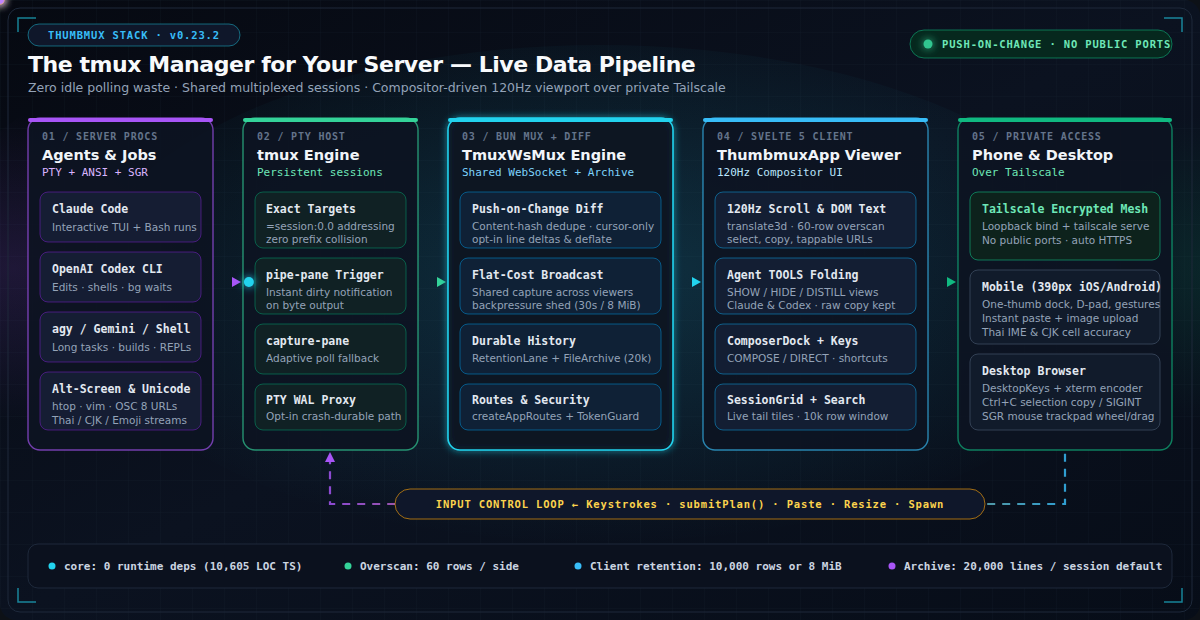 THUMBMUX STACK · v0.23.2
PUSH-ON-CHANGE · NO PUBLIC PORTS
The tmux Manager for Your Server — Live Data Pipeline
Zero idle polling waste · Shared multiplexed sessions · Compositor-driven 120Hz viewport over private Tailscale
01 / SERVER PROCS
Agents & Jobs
PTY + ANSI + SGR
Claude Code
Interactive TUI + Bash runs
OpenAI Codex CLI
Edits · shells · bg waits
agy / Gemini / Shell
Long tasks · builds · REPLs
Alt-Screen & Unicode
htop · vim · OSC 8 URLs
Thai / CJK / Emoji streams
02 / PTY HOST
tmux Engine
Persistent sessions
Exact Targets
=session:0.0 addressing
zero prefix collision
pipe-pane Trigger
Instant dirty notification
on byte output
capture-pane
Adaptive poll fallback
PTY WAL Proxy
Opt-in crash-durable path
03 / BUN MUX + DIFF
TmuxWsMux Engine
Shared WebSocket + Archive
Push-on-Change Diff
Content-hash dedupe · cursor-only
opt-in line deltas & deflate
Flat-Cost Broadcast
Shared capture across viewers
backpressure shed (30s / 8 MiB)
Durable History
RetentionLane + FileArchive (20k)
Routes & Security
createAppRoutes + TokenGuard
04 / SVELTE 5 CLIENT
ThumbmuxApp Viewer
120Hz Compositor UI
120Hz Scroll & DOM Text
translate3d · 60-row overscan
select, copy, tappable URLs
Agent TOOLS Folding
SHOW / HIDE / DISTILL views
Claude & Codex · raw copy kept
ComposerDock + Keys
COMPOSE / DIRECT · shortcuts
SessionGrid + Search
Live tail tiles · 10k row window
05 / PRIVATE ACCESS
Phone & Desktop
Over Tailscale
Tailscale Encrypted Mesh
Loopback bind + tailscale serve
No public ports · auto HTTPS
Mobile (390px iOS/Android)
One-thumb dock, D-pad, gestures
Instant paste + image upload
Thai IME & CJK cell accuracy
Desktop Browser
DesktopKeys + xterm encoder
Ctrl+C selection copy / SIGINT
SGR mouse trackpad wheel/drag
INPUT CONTROL LOOP ← Keystrokes · submitPlan() · Paste · Resize · Spawn
core: 0 runtime deps (10,605 LOC TS)
Overscan: 60 rows / side
Client retention: 10,000 rows or 8 MiB
Archive: 20,000 lines / session default